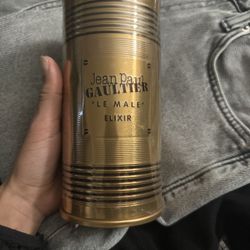 Jean Paul
GAULTIER
"LE MALE"
ELIXIR